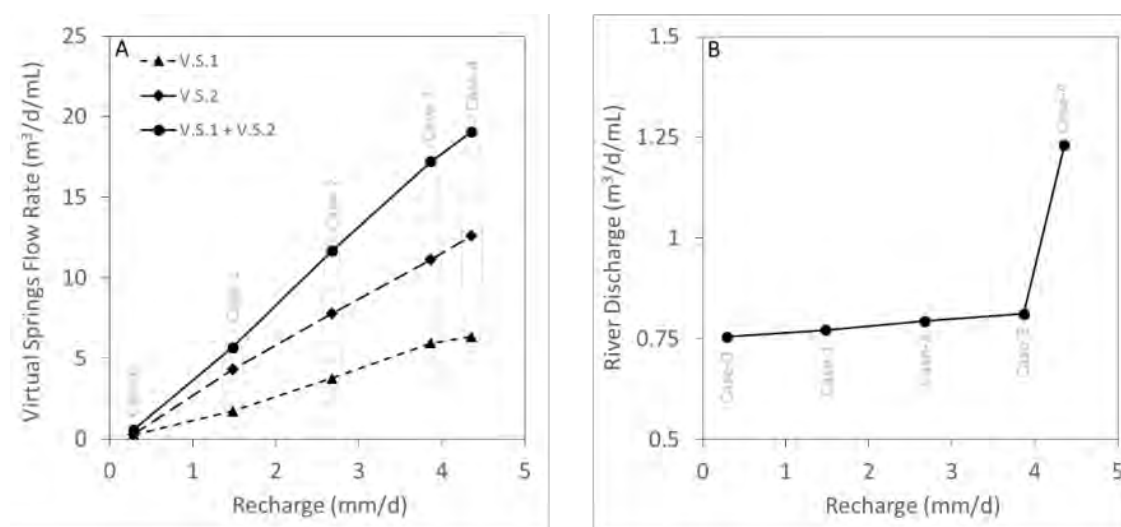 A
V.S.1
V.S.2
V.S.1 + V.S.2
Case-4
25
20
15
10
5
0
0 1 2 3 4 5
Virtual Springs Flow Rate (m³/d/mL)
Recharge (mm/d)
B
1.5
1.25
1
0.75
0.5
0 1 2 3 4 5
River Discharge (m³/d/mL)
Case-0
Case-1
Case-2
Case-3
Case-4
Recharge (mm/d)